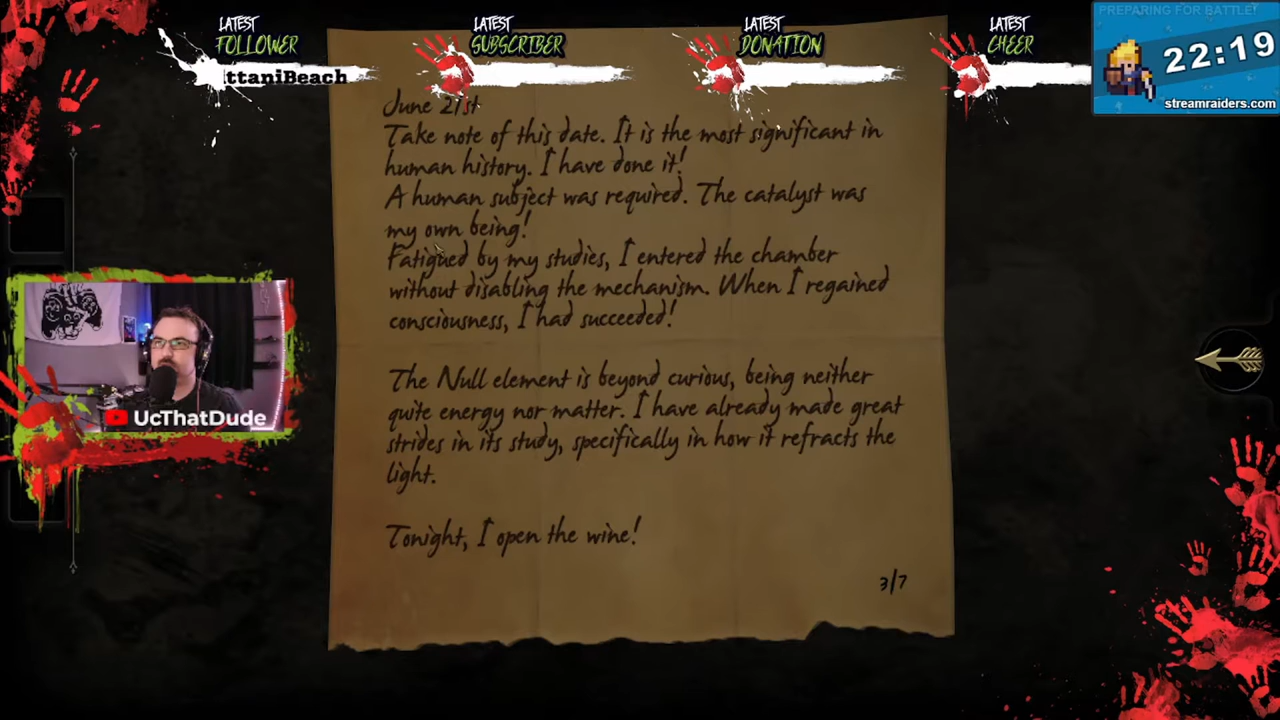 PREPARING FOR BATTLE!
LATEST
FOLLOWER
LATEST
SUBSCRIBER
LATEST
DONATION
LATEST
CHEER
22:19
ttaniBeach
streamraiders.com
June 21st
Take note of this date. It is the most significant in
human history. I have done it!
A human subject was required. The catalyst was
my own being!
Fatigued by my studies, I entered the chamber
without disabling the mechanism. When I regained
consciousness, I had succeeded!
The Null element is beyond curious, being neither
quite energy nor matter. I have already made great
strides in its study, specifically in how it refracts the
light.
Tonight, I open the wine!
3/7
UcThatDude